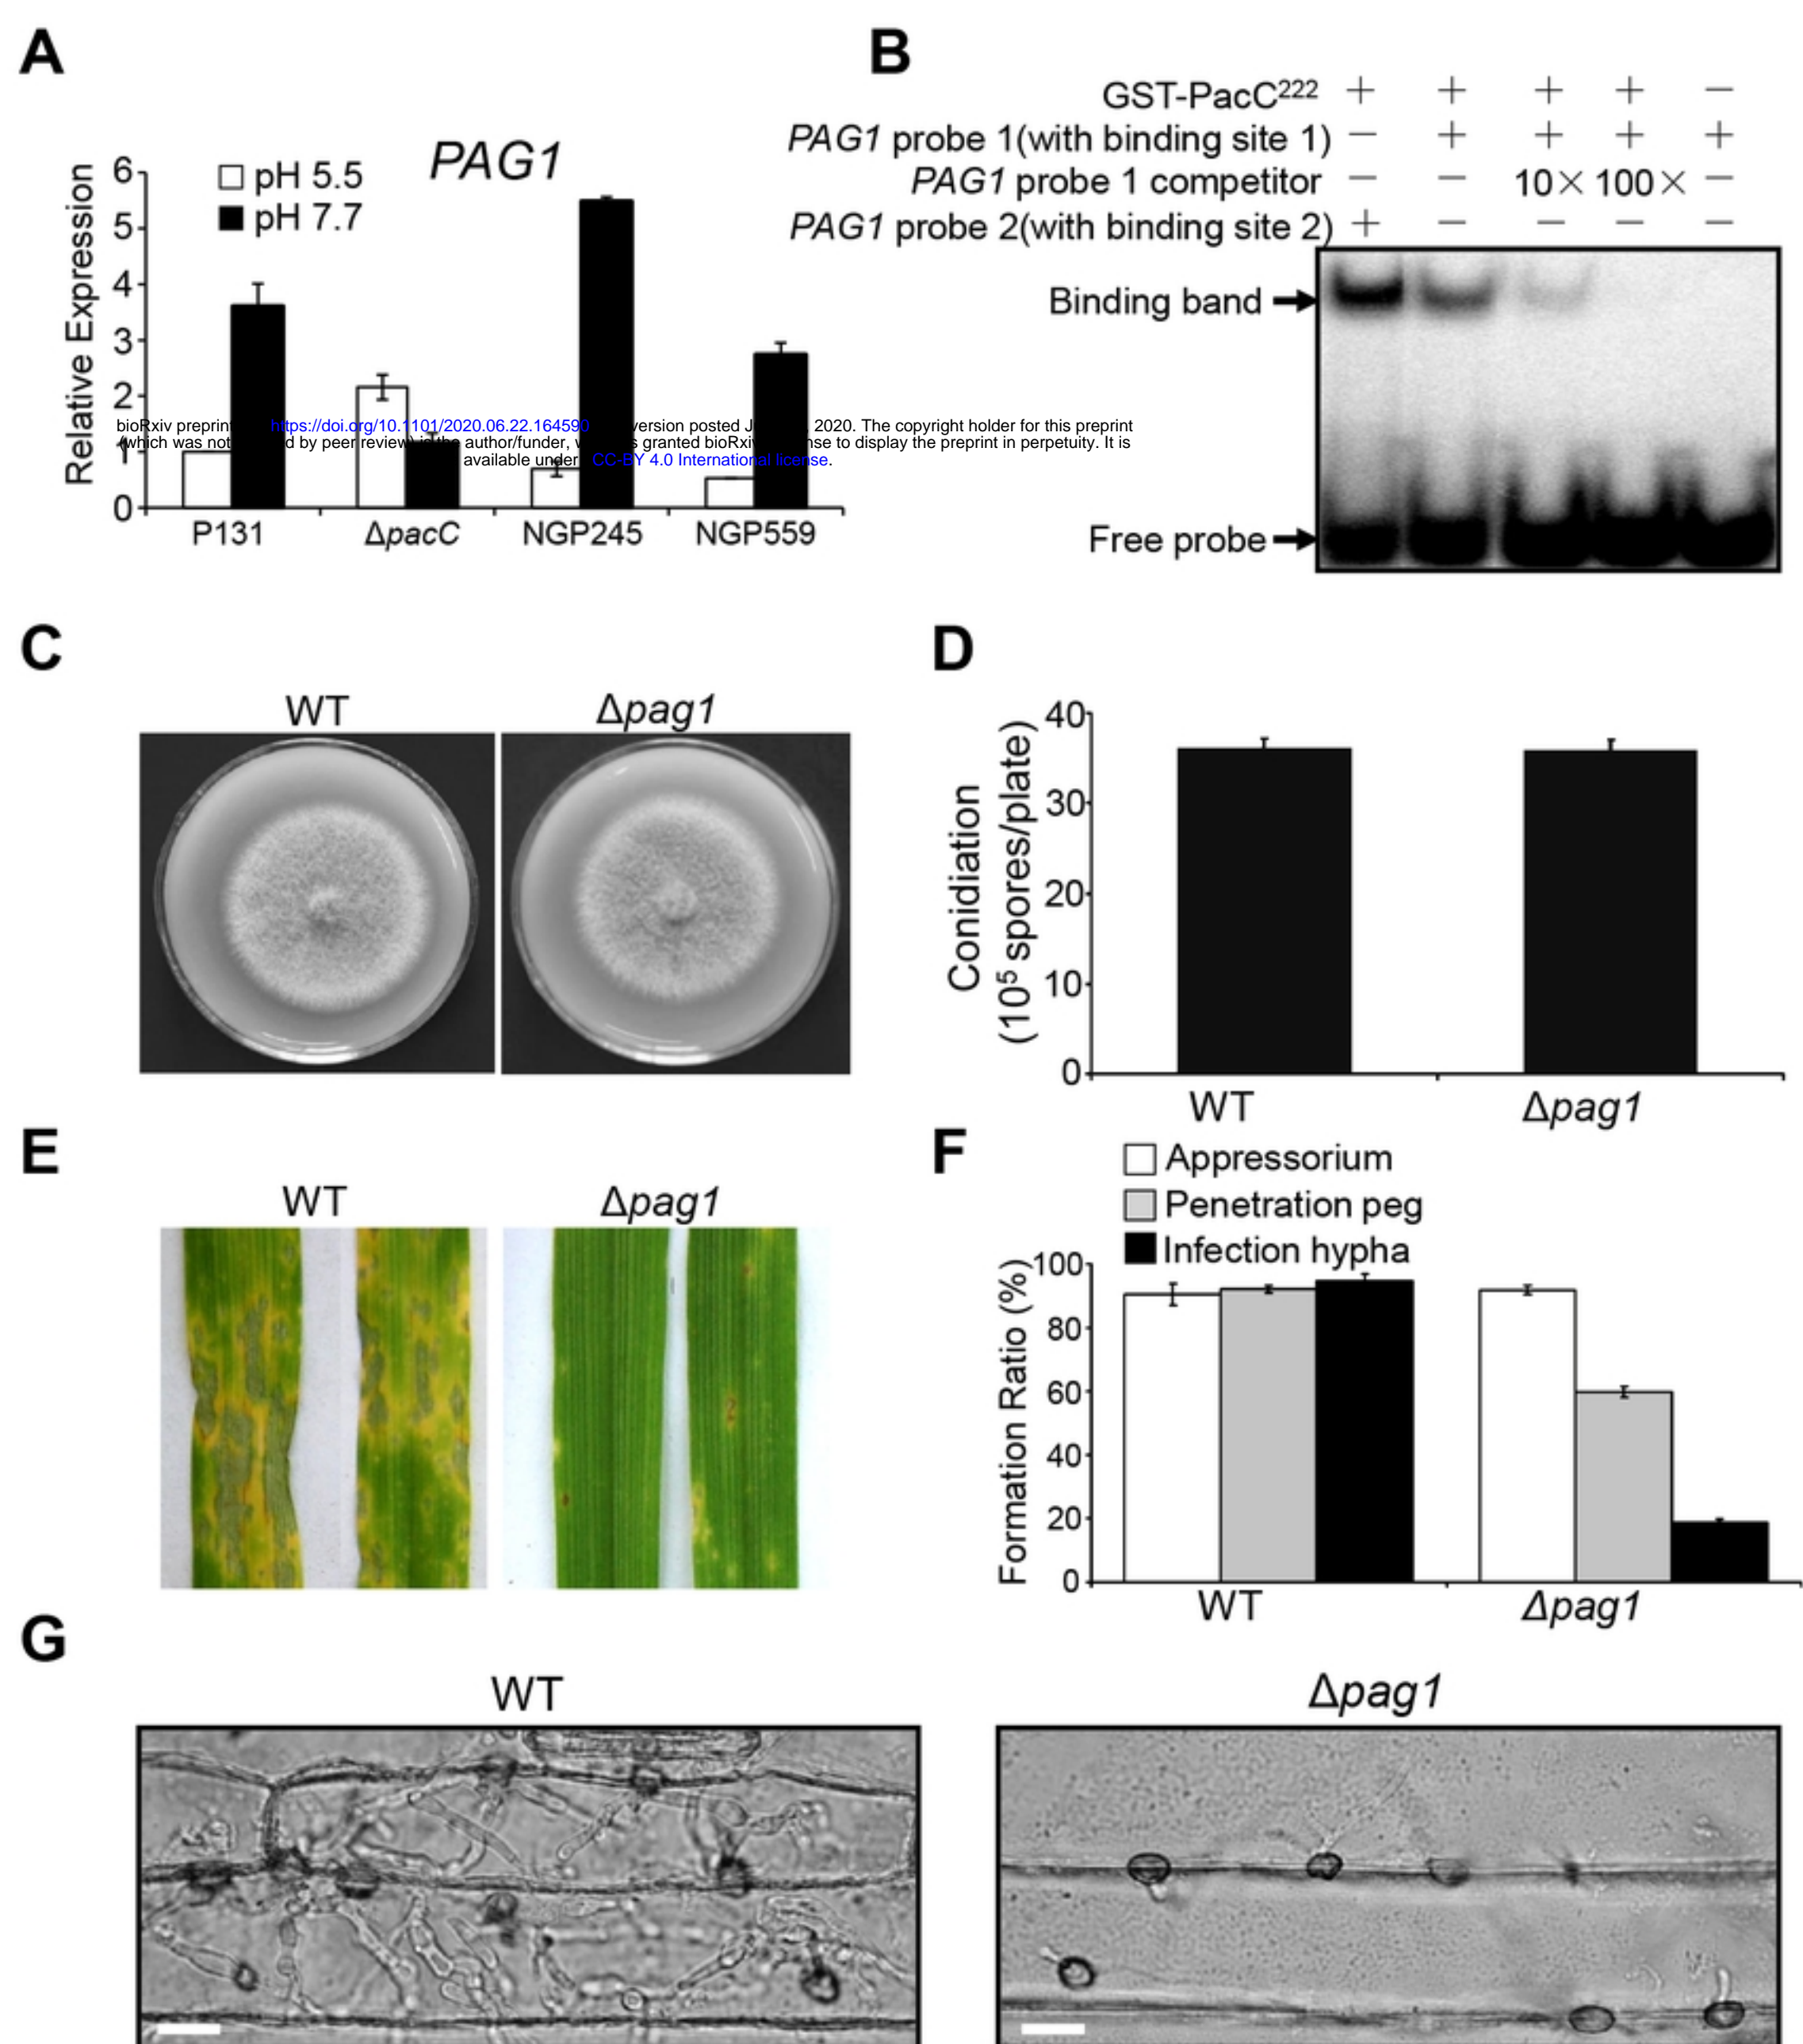 A
PAG1
pH 5.5
pH 7.7
Relative Expression
6
5
4
3
2
1
0
P131
ΔpacC
NGP245
NGP559
bioRxiv preprin https://doi.org/10.1101/2020.06.22.164590 version posted J 2020. The copyright holder for this preprint
(which was not d by peer review) is the author/funder, w s granted bioRxiv nse to display the preprint in perpetuity. It is
available under CC-BY 4.0 International license.
B
GST-PacC²²² + + + + −
PAG1 probe 1(with binding site 1) − + + + +
PAG1 probe 1 competitor − − 10× 100× −
PAG1 probe 2(with binding site 2) + − − − −
Binding band
Free probe
C
WT
Δpag1
D
Conidiation
(10⁵ spores/plate)
40
30
20
10
0
WT
Δpag1
E
WT
Δpag1
F
Appressorium
Penetration peg
Infection hypha
Formation Ratio (%)
100
80
60
40
20
0
WT
Δpag1
G
WT
Δpag1